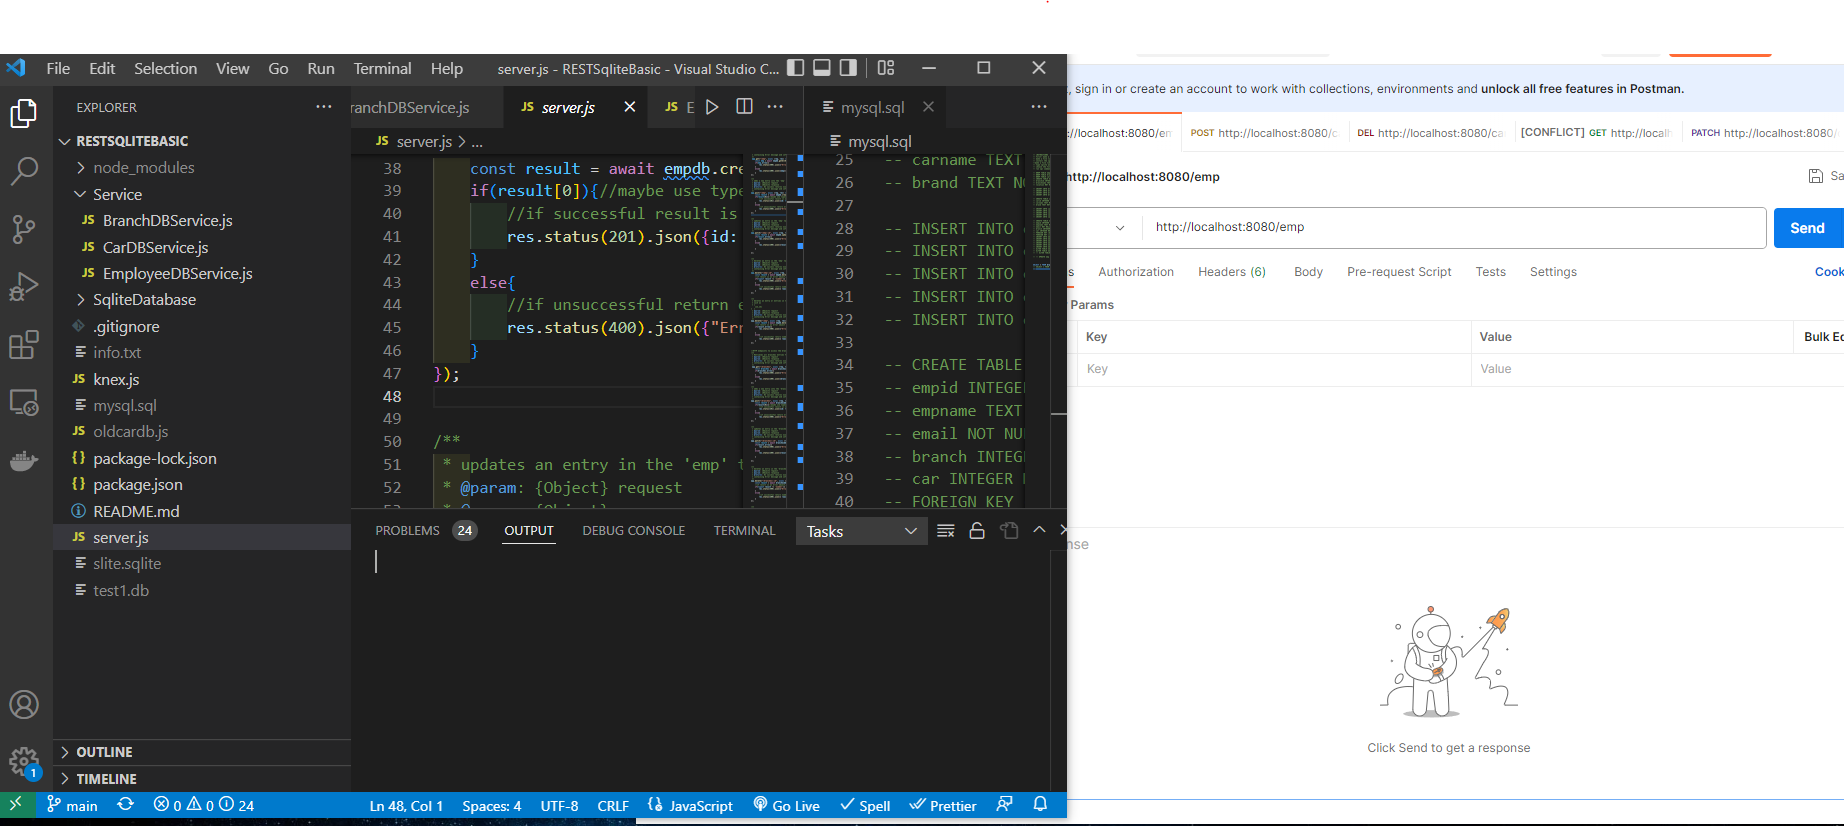 File Edit Selection View Go Run Terminal Help server.js - RESTSqliteBasic - Visual Studio C...
EXPLORER
RESTSQLITEBASIC
node_modules
Service
JS BranchDBService.js
JS CarDBService.js
JS EmployeeDBService.js
SqliteDatabase
.gitignore
info.txt
JS knex.js
mysql.sql
JS oldcardb.js
{} package-lock.json
{} package.json
README.md
JS server.js
slite.sqlite
test1.db
OUTLINE
TIMELINE
1
ranchDBService.js JS server.js JS E
JS server.js > ...
38 const result = await empdb.cre
39 if(result[0]){//maybe use type
40 //if successful result is
41 res.status(201).json({id:
42 }
43 else{
44 //if unsuccessful return e
45 res.status(400).json({"Err
46 }
47 });
48
49
50 /**
51 * updates an entry in the 'emp' t
52 * @param: {Object} request
mysql.sql
mysql.sql
25 -- carname TEXT
26 -- brand TEXT NO
27
28 -- INSERT INTO
29 -- INSERT INTO
30 -- INSERT INTO
31 -- INSERT INTO
32 -- INSERT INTO
33
34 -- CREATE TABLE
35 -- empid INTEGER
36 -- empname TEXT
37 -- email NOT NU
38 -- branch INTEG
39 -- car INTEGER
40 -- FOREIGN KEY
PROBLEMS 24 OUTPUT DEBUG CONSOLE TERMINAL Tasks
main 0 0 24 Ln 48, Col 1 Spaces: 4 UTF-8 CRLF {} JavaScript Go Live Spell Prettier
, sign in or create an account to work with collections, environments and unlock all free features in Postman.
://localhost:8080/em POST http://localhost:8080/c DEL http://localhost:8080/ca [CONFLICT] GET http://localh PATCH http://localhost:8080/
http://localhost:8080/emp Sa
http://localhost:8080/emp Send
s Authorization Headers (6) Body Pre-request Script Tests Settings Cook
Params
Key Value Bulk Ed
Key Value
nse
Click Send to get a response